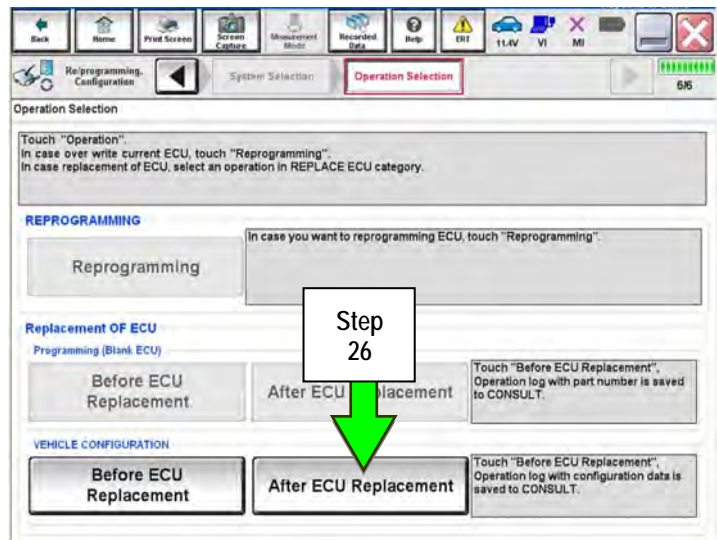 Back
Home
Print Screen
Screen Capture
Measurement Mode
Recorded Data
Help
ERT
11.4V
VI
MI
Re/programming,
Configuration
System Selection
Operation Selection
6/6
Operation Selection
Touch "Operation".
In case over write current ECU, touch "Reprogramming".
In case replacement of ECU, select an operation in REPLACE ECU category.
REPROGRAMMING
Reprogramming
In case you want to reprogramming ECU, touch "Reprogramming".
Step
26
Replacement OF ECU
Programming (Blank ECU)
Before ECU
Replacement
After ECU lacement
Touch "Before ECU Replacement",
Operation log with part number is saved
to CONSULT.
VEHICLE CONFIGURATION
Before ECU
Replacement
After ECU Replacement
Touch "Before ECU Replacement",
Operation log with configuration data is
saved to CONSULT.